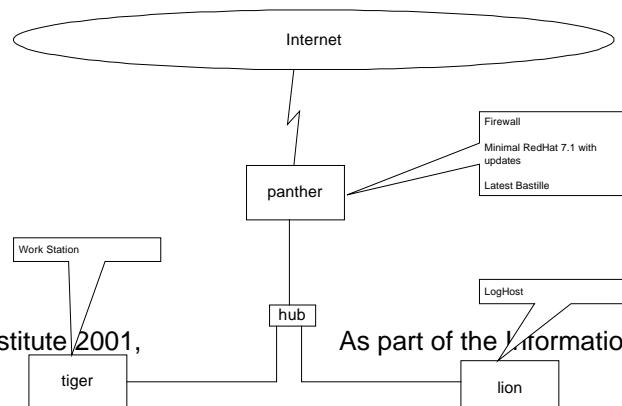 Internet
Firewall
Minimal RedHat 7.1 with
updates
Latest Bastille
panther
Work Station
LogHost
hub
stitute 2001,
As part of the Informatio
tiger
lion